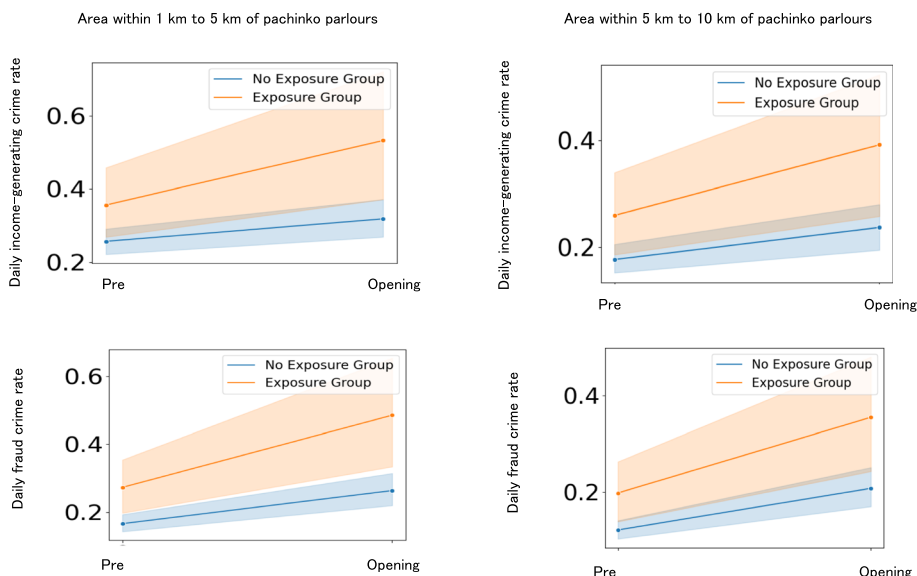 Area within 1 km to 5 km of pachinko parlours
Area within 5 km to 10 km of pachinko parlours
Daily income-generating crime rate
No Exposure Group
Exposure Group
0.6
0.4
0.2
Pre
Opening
Daily income-generating crime rate
No Exposure Group
Exposure Group
0.4
0.2
Pre
Opening
Daily fraud crime rate
No Exposure Group
Exposure Group
0.6
0.4
0.2
Pre
Opening
Daily fraud crime rate
No Exposure Group
Exposure Group
0.4
0.2
Pre
Opening